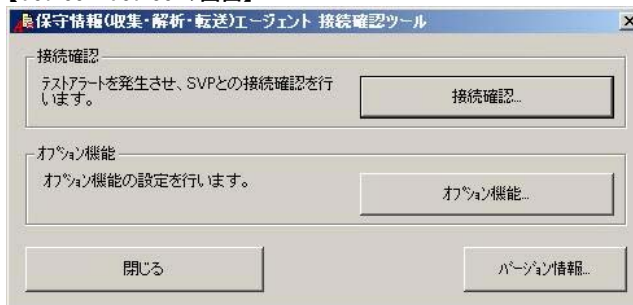 保守情報(収集・解析・転送)エージェント 接続確認ツール
接続確認
ﾃｽﾄｱﾗｰﾄを発生させ、SVPとの接続確認を行
います。
接続確認...
ｵﾌﾟｼｮﾝ機能
ｵﾌﾟｼｮﾝ機能の設定を行います。
ｵﾌﾟｼｮﾝ機能...
閉じる
ﾊﾞｰｼﾞｮﾝ情報...